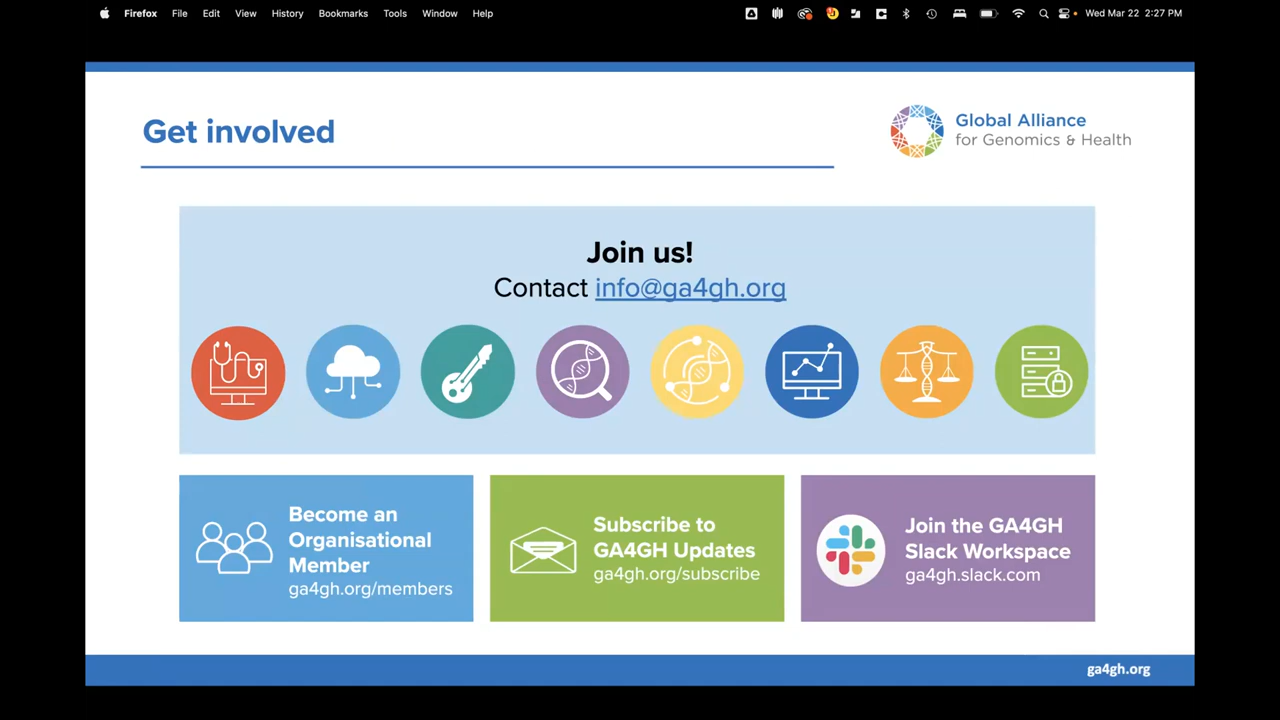 Firefox File Edit View History Bookmarks Tools Window Help Wed Mar 22 2:27 PM
Get involved
Global Alliance
for Genomics & Health
Join us!
Contact info@ga4gh.org
Become an
Organisational
Member
ga4gh.org/members
Subscribe to
GA4GH Updates
ga4gh.org/subscribe
Join the GA4GH
Slack Workspace
ga4gh.slack.com
ga4gh.org